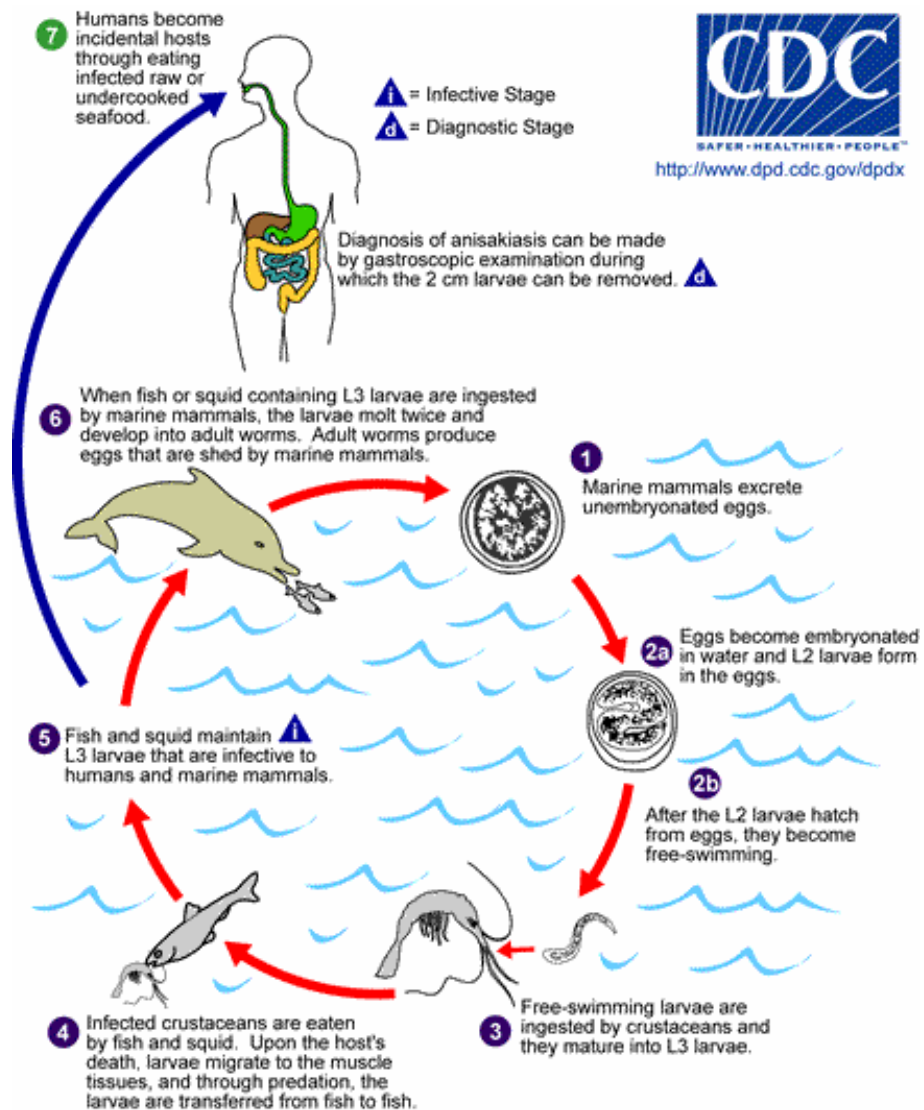 7
Humans become
incidental hosts
through eating
infected raw or
undercooked
seafood.
i = Infective Stage
d = Diagnostic Stage
CDC
SAFER • HEALTHIER • PEOPLE™
http://www.dpd.cdc.gov/dpdx
Diagnosis of anisakiasis can be made
by gastroscopic examination during
which the 2 cm larvae can be removed. d
6
When fish or squid containing L3 larvae are ingested
by marine mammals, the larvae molt twice and
develop into adult worms. Adult worms produce
eggs that are shed by marine mammals.
1
Marine mammals excrete
unembryonated eggs.
2a
Eggs become embryonated
in water and L2 larvae form
in the eggs.
2b
After the L2 larvae hatch
from eggs, they become
free-swimming.
3
Free-swimming larvae are
ingested by crustaceans and
they mature into L3 larvae.
4
Infected crustaceans are eaten
by fish and squid. Upon the host's
death, larvae migrate to the muscle
tissues, and through predation, the
larvae are transferred from fish to fish.
5
Fish and squid maintain i
L3 larvae that are infective to
humans and marine mammals.